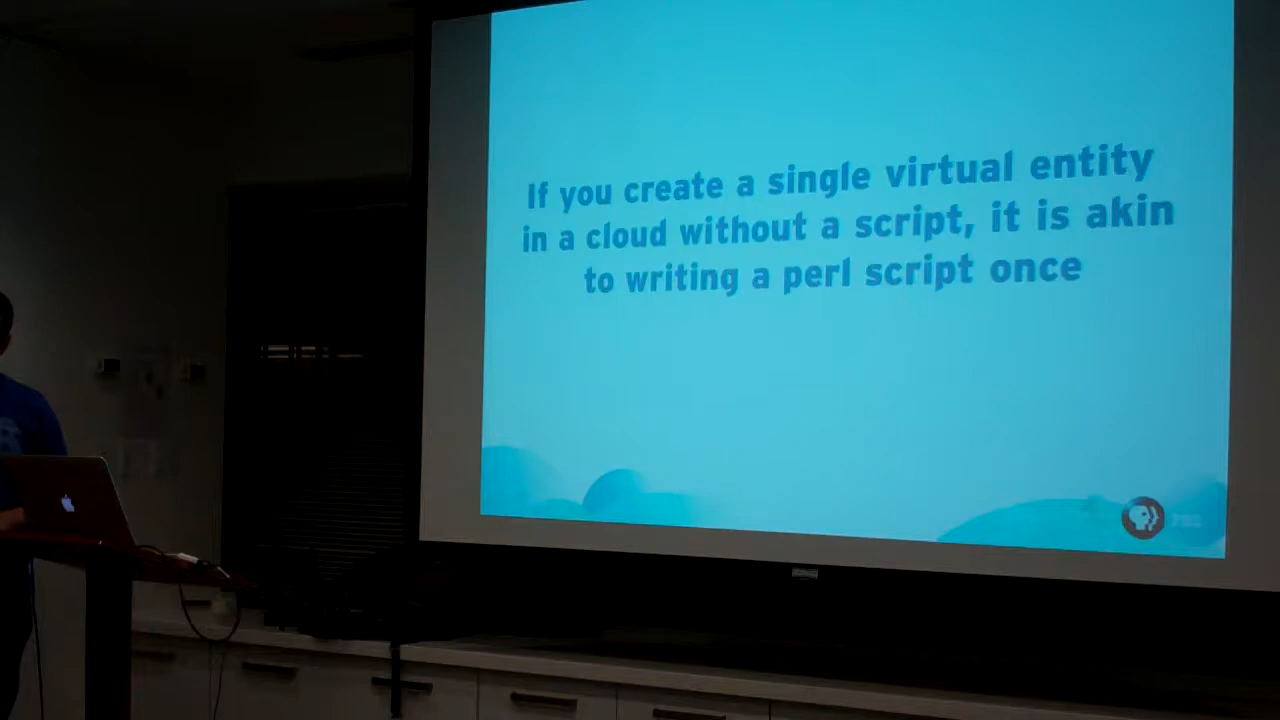 If you create a single virtual entity
in a cloud without a script, it is akin
to writing a perl script once